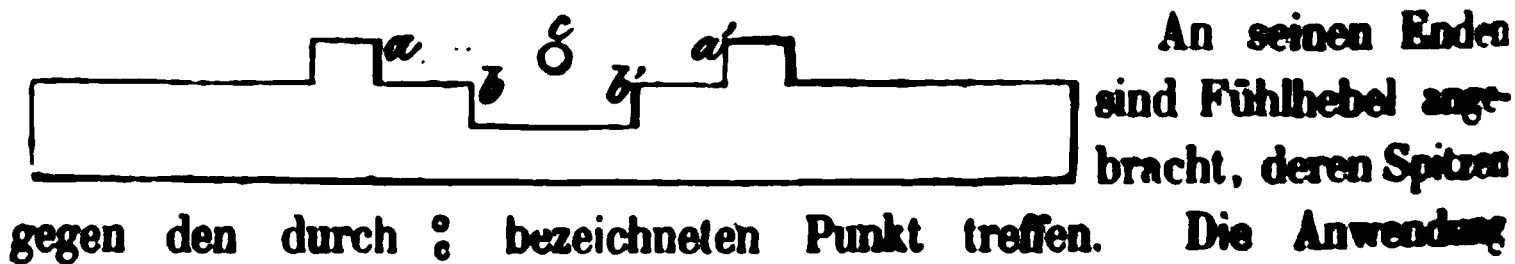 c
a a'
b b'
An seinen Enden
sind Fühlhebel ange-
bracht, deren Spitzen
gegen den durch °c bezeichneten Punkt treffen. Die Anwendung